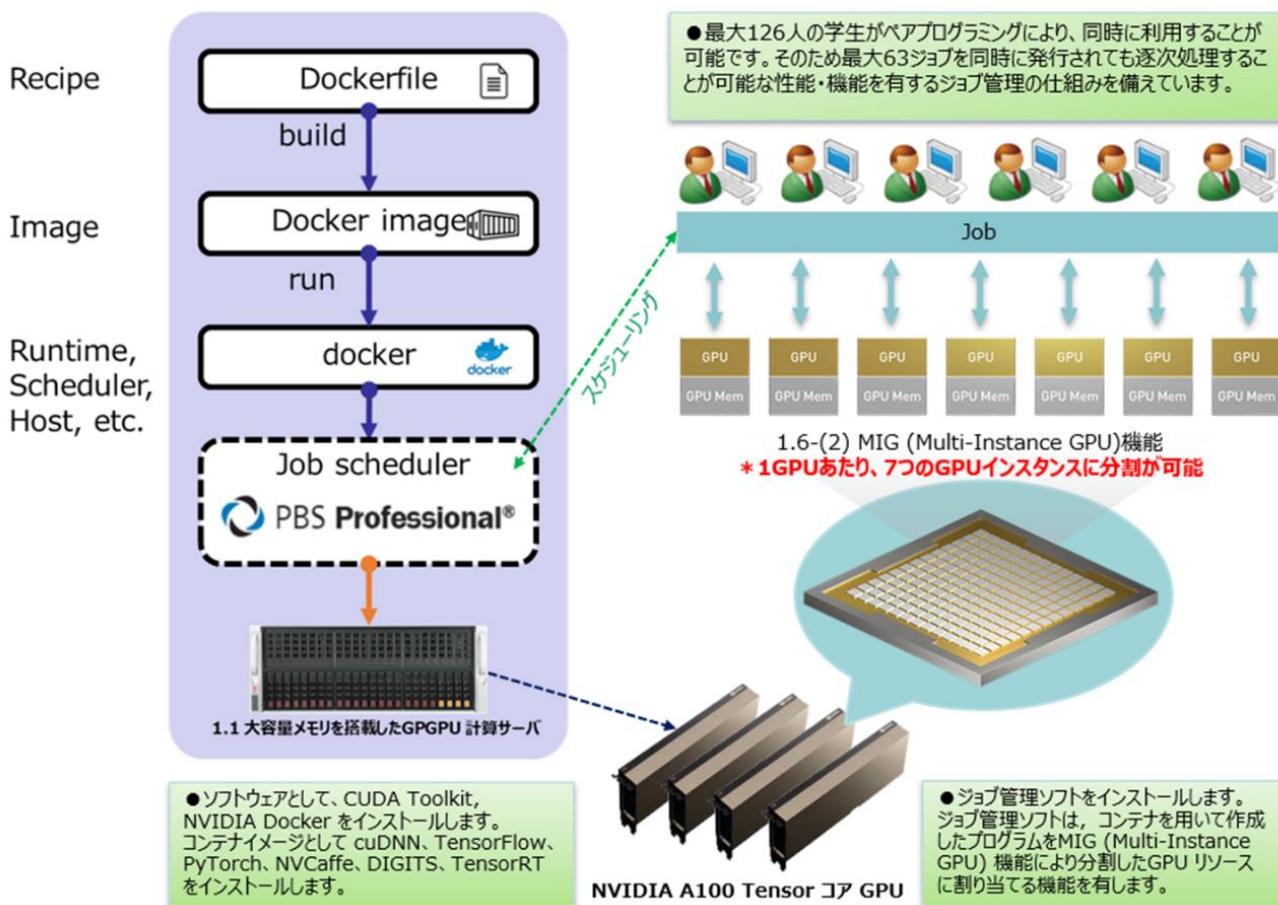 Recipe
Dockerfile
build
Image
Docker image
run
Runtime,
Scheduler,
Host, etc.
docker
docker
Job scheduler
PBS Professional®
1.1 大容量メモリを搭載したGPGPU 計算サーバ
●ソフトウェアとして、CUDA Toolkit,
NVIDIA Docker をインストールします。
コンテナイメージとして cuDNN、TensorFlow、
PyTorch、NVCaffe、DIGITS、TensorRT
をインストールします。
●最大126人の学生がペアプログラミングにより、同時に利用することが
可能です。そのため最大63ジョブを同時に発行されても逐次処理するこ
とが可能な性能・機能を有するジョブ管理の仕組みを備えています。
Job
スケジューリング
GPU GPU GPU GPU GPU GPU GPU
GPU Mem GPU Mem GPU Mem GPU Mem GPU Mem GPU Mem GPU Mem
1.6-(2) MIG (Multi-Instance GPU)機能
＊1GPUあたり、7つのGPUインスタンスに分割が可能
NVIDIA A100 Tensor コア GPU
●ジョブ管理ソフトをインストールします。
ジョブ管理ソフトは，コンテナを用いて作成
したプログラムをMIG (Multi-Instance
GPU) 機能により分割したGPU リソース
に割り当てる機能を有します。